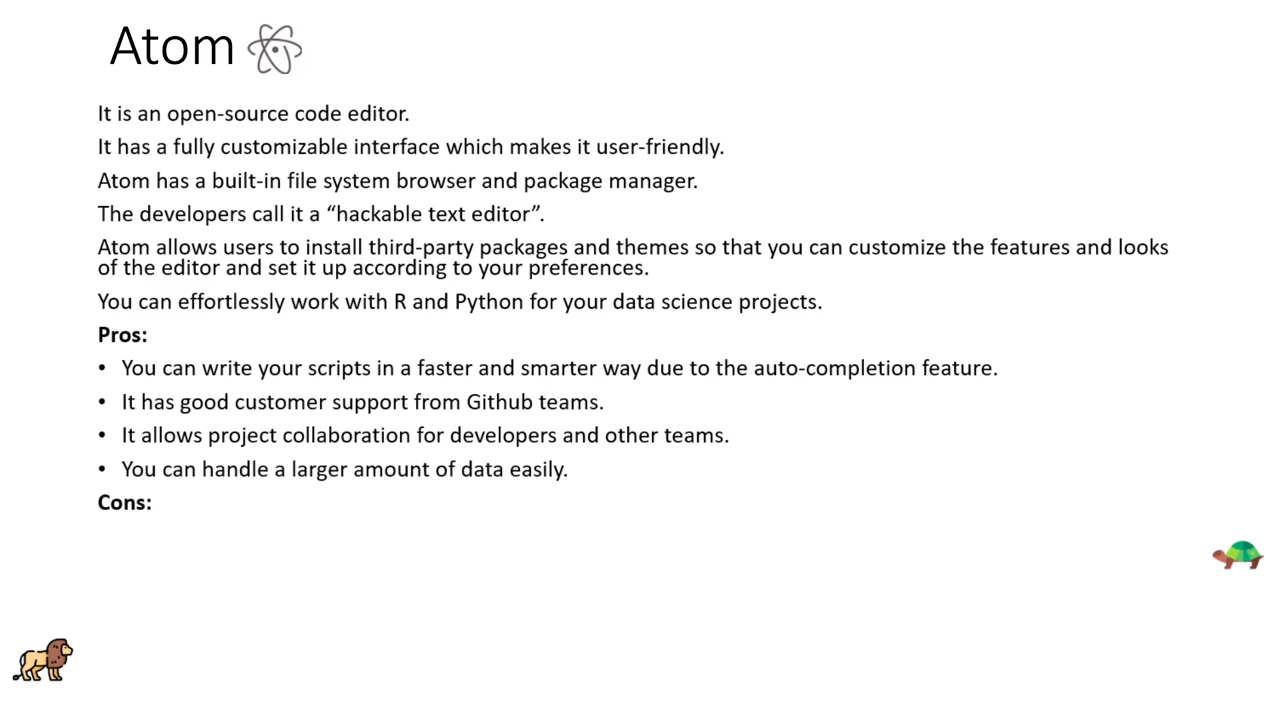 Atom
It is an open-source code editor.
It has a fully customizable interface which makes it user-friendly.
Atom has a built-in file system browser and package manager.
The developers call it a “hackable text editor”.
Atom allows users to install third-party packages and themes so that you can customize the features and looks
of the editor and set it up according to your preferences.
You can effortlessly work with R and Python for your data science projects.
Pros:
• You can write your scripts in a faster and smarter way due to the auto-completion feature.
• It has good customer support from Github teams.
• It allows project collaboration for developers and other teams.
• You can handle a larger amount of data easily.
Cons: